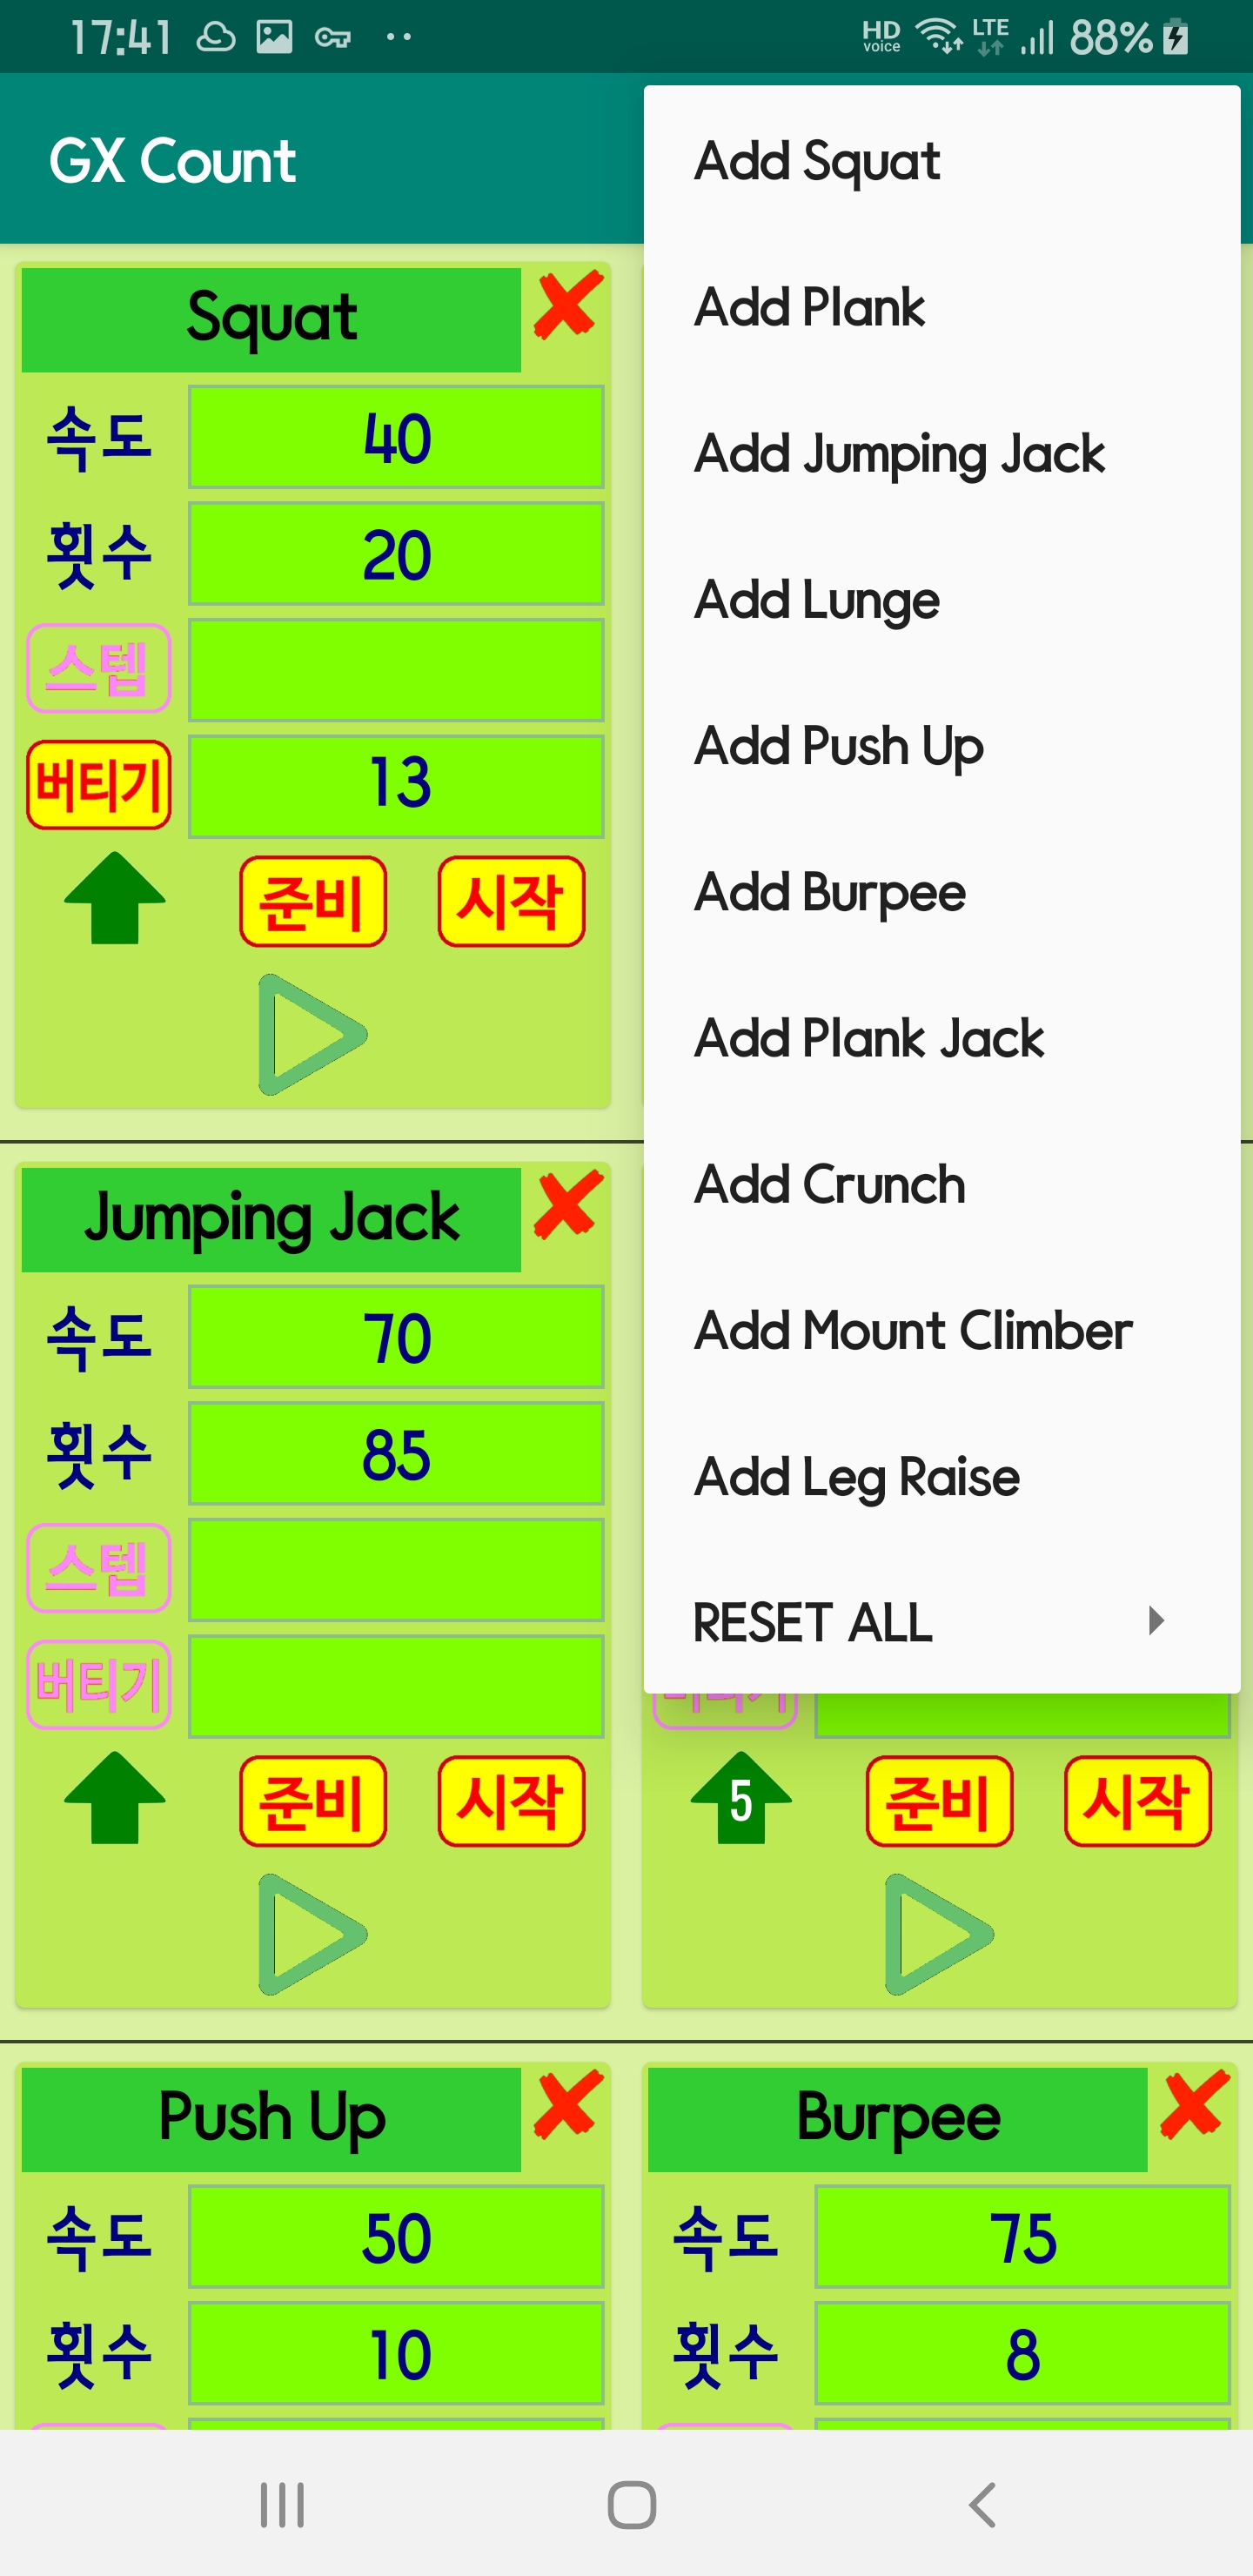 17:41
HD voice LTE 88%
GX Count
Add Squat
Add Plank
Add Jumping Jack
Add Lunge
Add Push Up
Add Burpee
Add Plank Jack
Add Crunch
Add Mount Climber
Add Leg Raise
RESET ALL
Squat
속도 40
횟수 20
스텝
버티기 13
준비 시작
Jumping Jack
속도 70
횟수 85
스텝
버티기
준비 시작
5 준비 시작
Push Up
속도 50
횟수 10
Burpee
속도 75
횟수 8